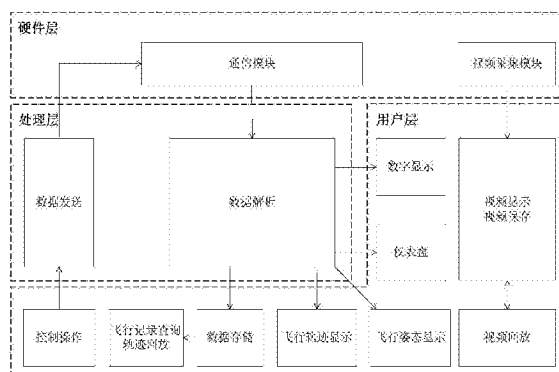 硬件层
通信模块
视频采集模块
处理层
用户层
数据发送
数据解析
数字显示
视频显示
视频保存
仪表盘
控制操作
飞行记录查询
轨迹回放
数据存储
飞行轨迹显示
飞行姿态显示
视频回放